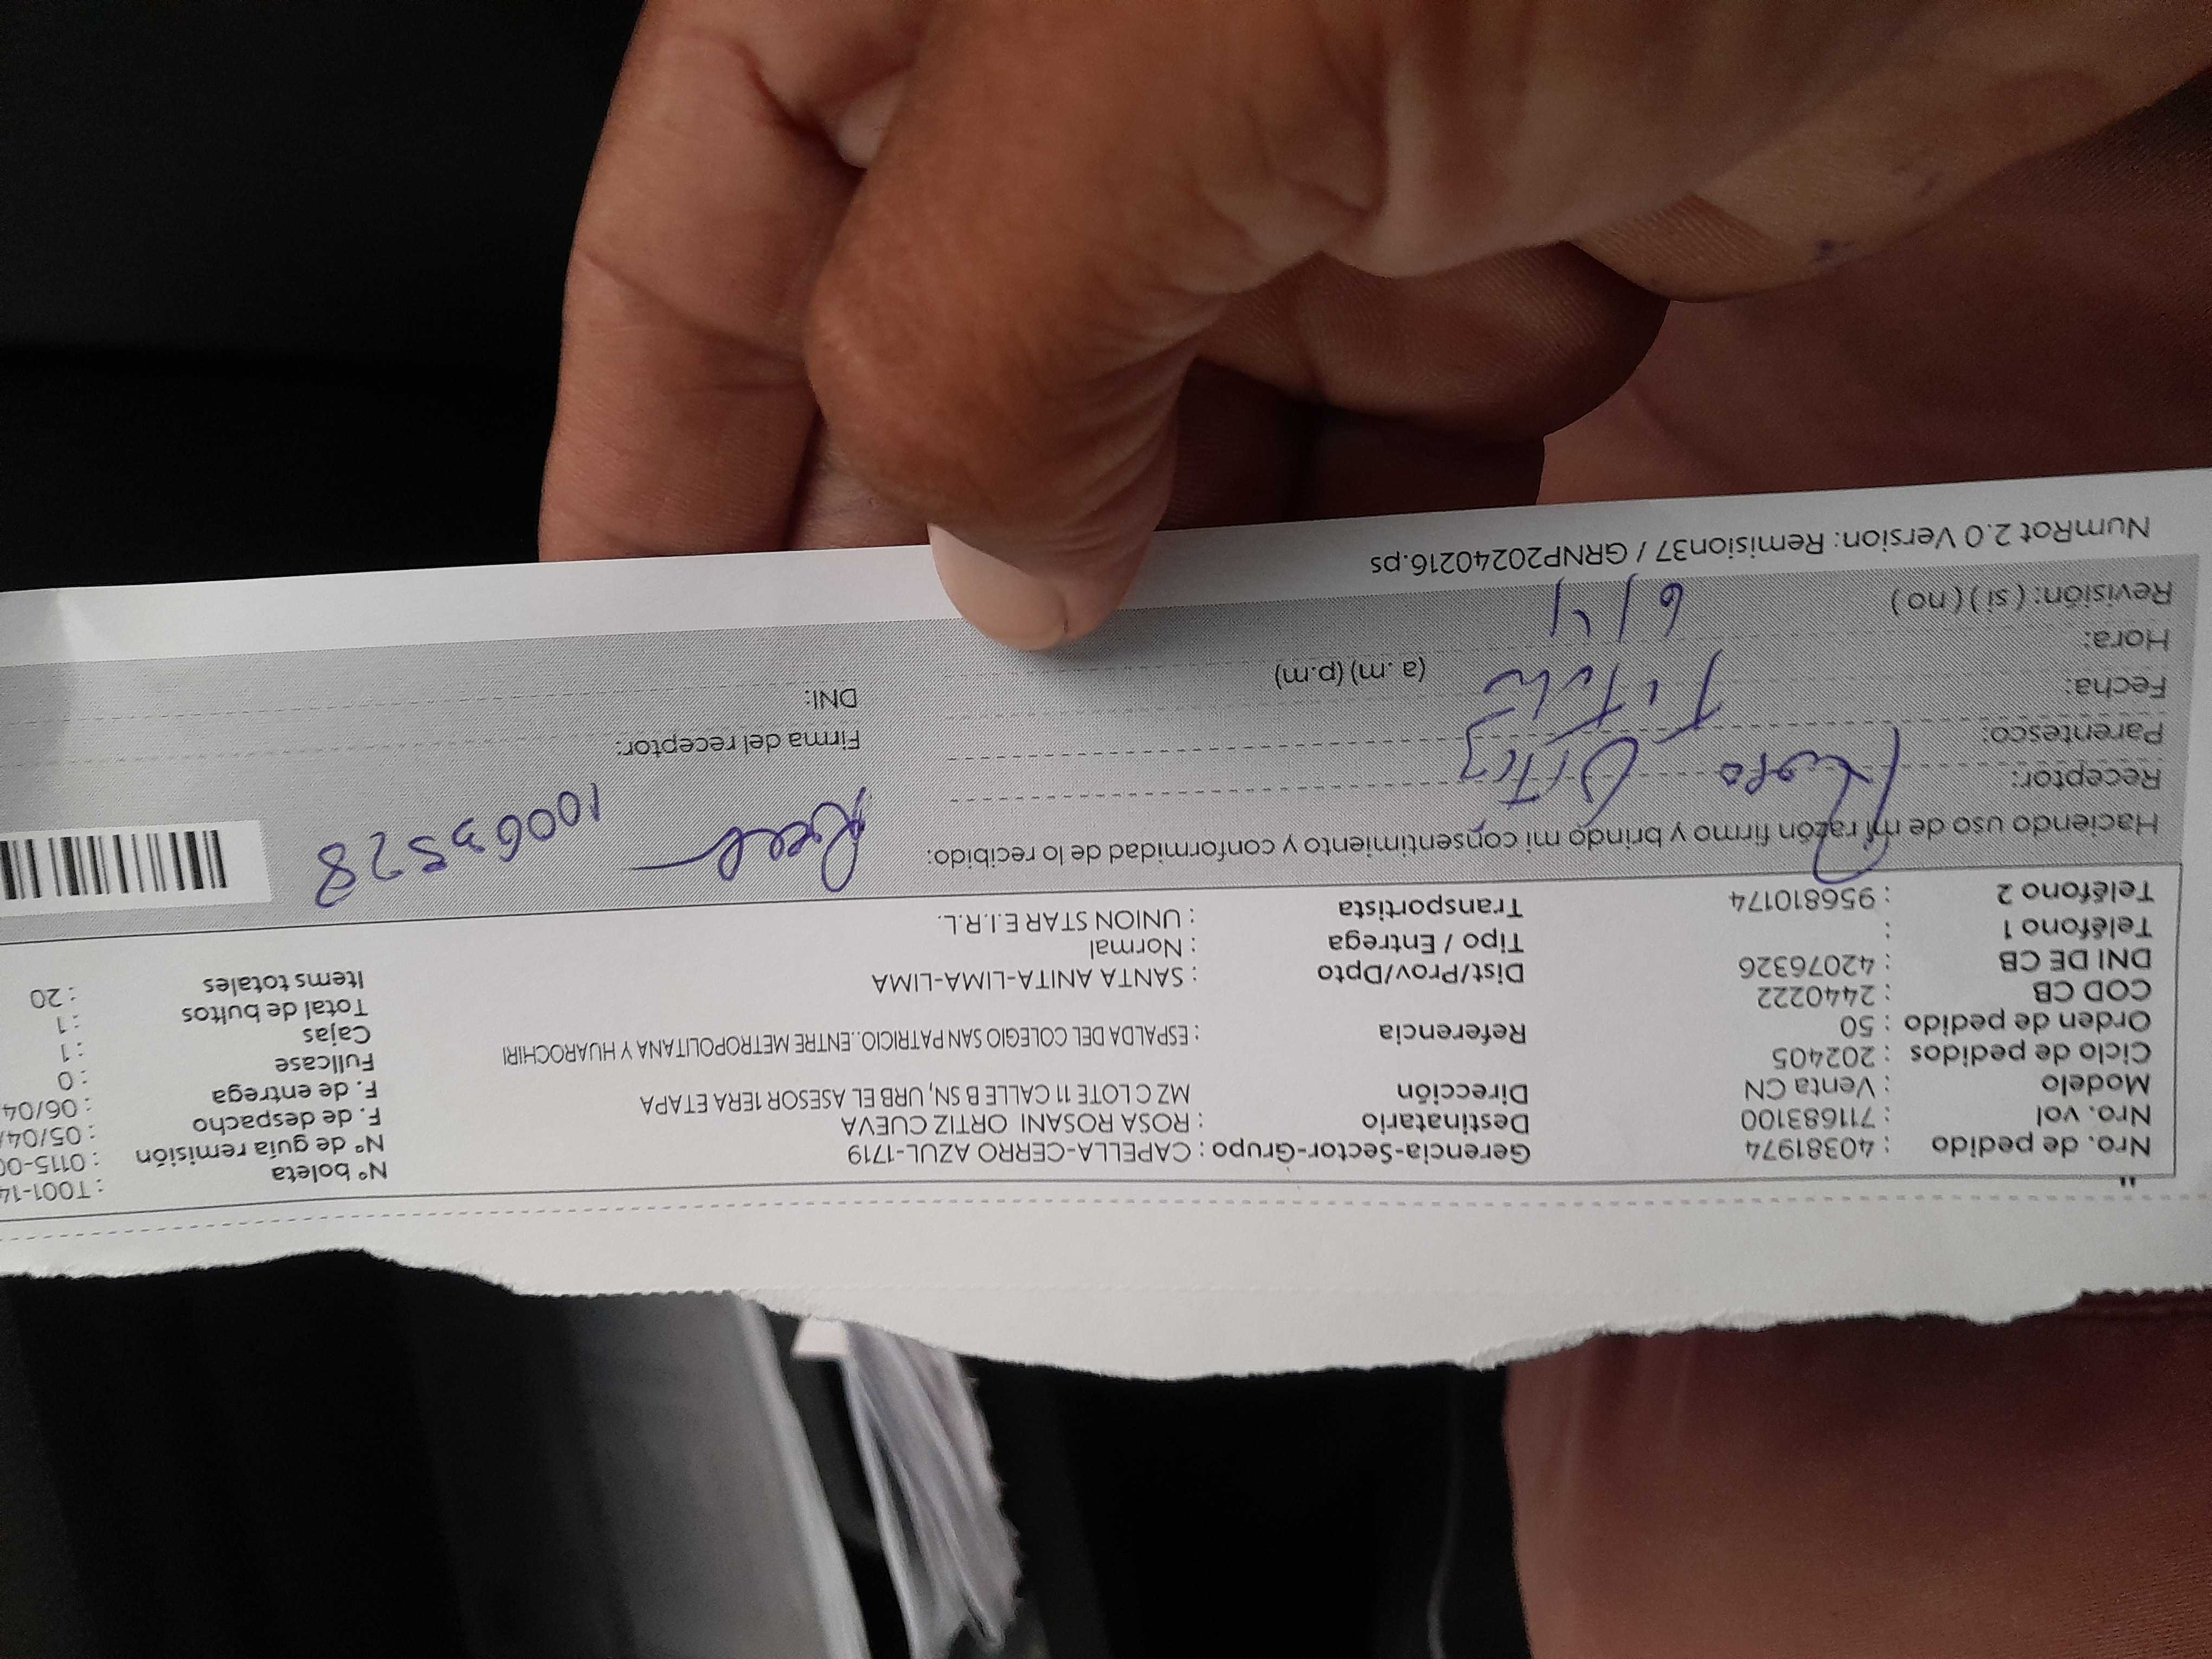 Nro. de pedido : 40381974 Gerencia-Sector-Grupo : CAPELLA-CERRO AZUL-1719 N° boleta : T001-14
Nro. vol : 711683100 Destinatario : ROSA ROSANI ORTIZ CUEVA N° de guía remisión : 0115-00
Modelo : Venta CN Dirección MZ C LOTE 11 CALLE B SN, URB EL ASESOR 1ERA ETAPA F. de despacho : 05/04/
Ciclo de pedidos : 202405 F. de entrega : 06/04
Orden de pedido : 50 Referencia : ESPALDA DEL COLEGIO SAN PATRICIO..ENTRE METROPOLITANA Y HUAROCHIRI Fullcase : 0
COD CB : 2440222 Cajas : 1
DNI DE CB : 42076326 Dist/Prov/Dpto : SANTA ANITA-LIMA-LIMA Total de bultos : 1
Teléfono 1 : Tipo / Entrega : Normal Items totales : 20
Teléfono 2 : 956810174 Transportista : UNION STAR E.I.R.L.
Haciendo uso de mi razón firmo y brindo mi consentimiento y conformidad de lo recibido:
Receptor: Rosa Ortiz 10063528
Parentesco: Titular Firma del receptor:
Fecha: 6/4 DNI:
Hora: (a.m) (p.m)
Revisión: ( si ) ( no )
NumRot 2.0 Version: Remision37 / GRNP20240216.ps